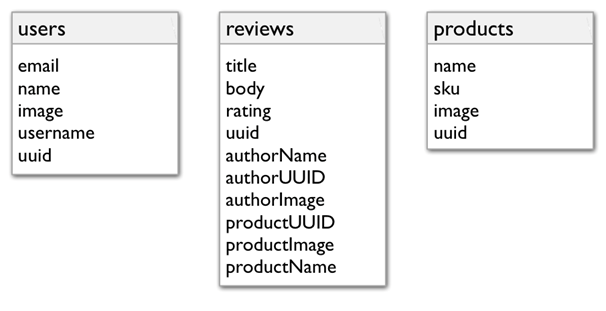 users
email
name
image
username
uuid
reviews
title
body
rating
uuid
authorName
authorUUID
authorImage
productUUID
productImage
productName
products
name
sku
image
uuid